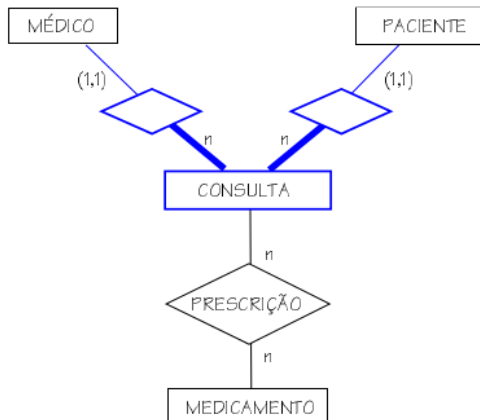 MÉDICO
PACIENTE
(1,1)
(1,1)
n
n
CONSULTA
n
PRESCRIÇÃO
n
MEDICAMENTO